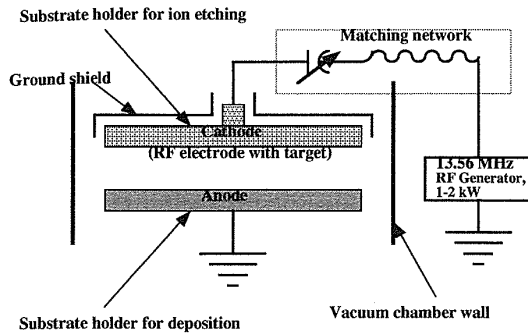 Substrate holder for ion etching
Matching network
Ground shield
Cathode
(RF electrode with target)
13.56 MHz
RF Generator,
1-2 kW
Anode
Vacuum chamber wall
Substrate holder for deposition